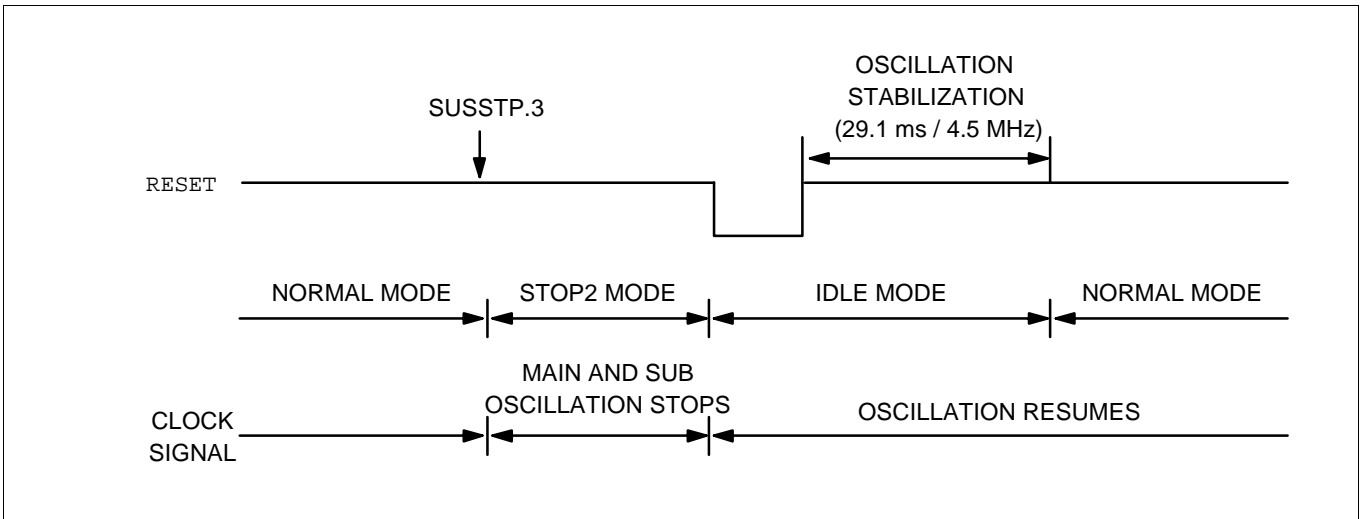 OSCILLATION
STABILIZATION
(29.1 ms / 4.5 MHz)
SUSSTP.3
RESET
NORMAL MODE
STOP2 MODE
IDLE MODE
NORMAL MODE
MAIN AND SUB
OSCILLATION STOPS
OSCILLATION RESUMES
CLOCK
SIGNAL